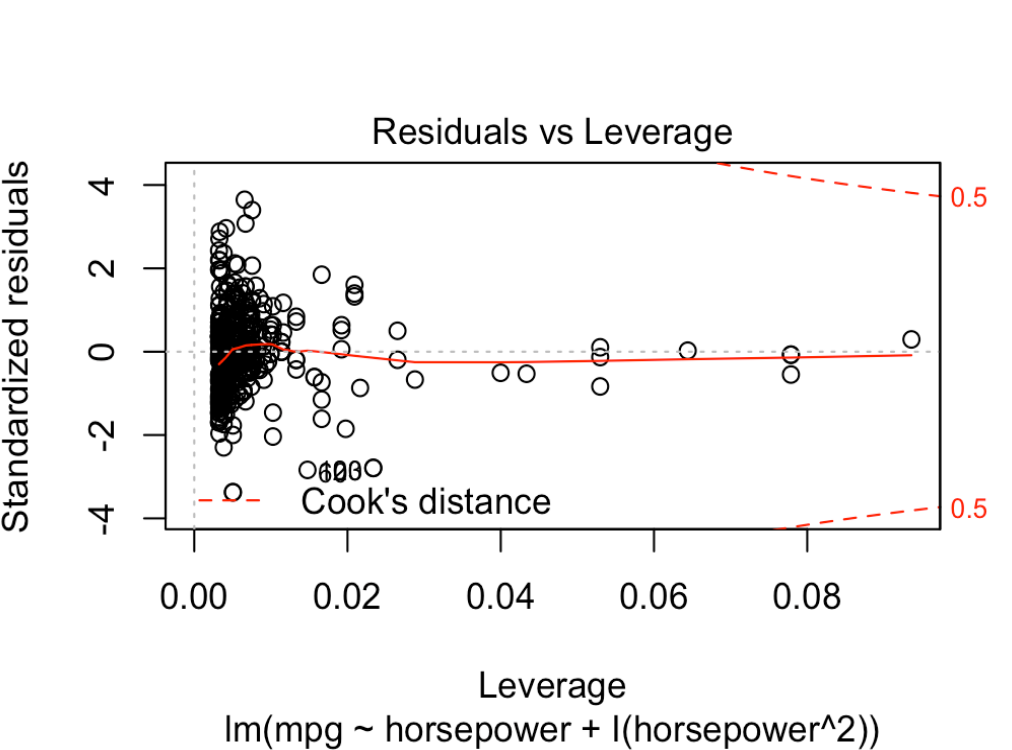 Residuals vs Leverage
Standardized residuals
4
2
0
-2
-4
0.5
0.5
Cook's distance
0.00 0.02 0.04 0.06 0.08
Leverage
lm(mpg ~ horsepower + I(horsepower^2))